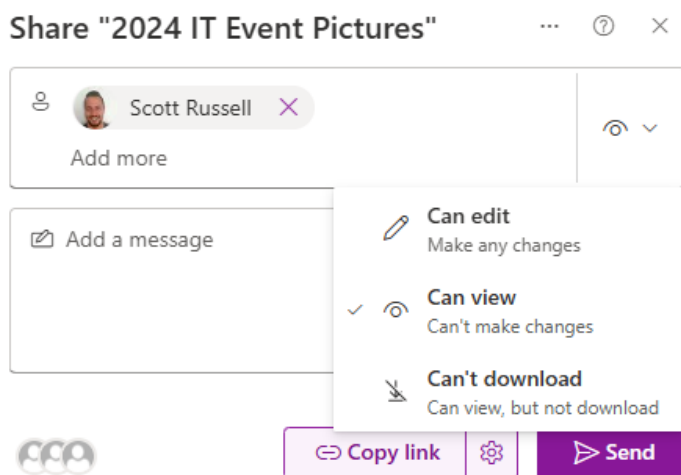 Share "2024 IT Event Pictures"
Scott Russell
Add more
Add a message
Can edit
Make any changes
Can view
Can't make changes
Can't download
Can view, but not download
Copy link
Send